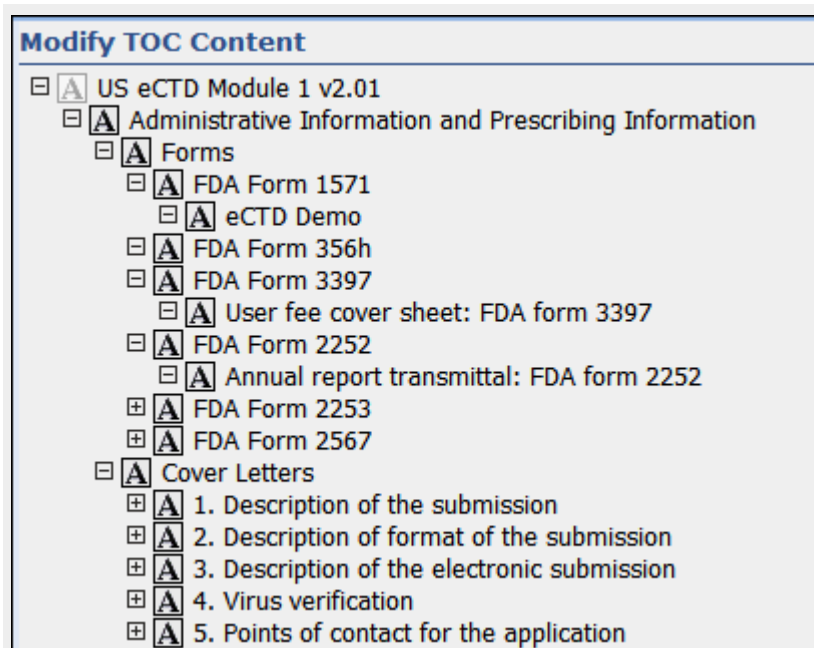 Modify TOC Content
A US eCTD Module 1 v2.01
A Administrative Information and Prescribing Information
A Forms
A FDA Form 1571
A eCTD Demo
A FDA Form 356h
A FDA Form 3397
A User fee cover sheet: FDA form 3397
A FDA Form 2252
A Annual report transmittal: FDA form 2252
A FDA Form 2253
A FDA Form 2567
A Cover Letters
A 1. Description of the submission
A 2. Description of format of the submission
A 3. Description of the electronic submission
A 4. Virus verification
A 5. Points of contact for the application